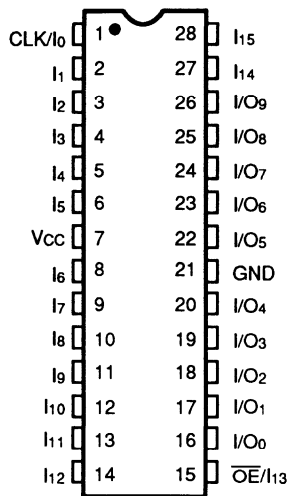 CLK/I0 1 28 I15
I1 2 27 I14
I2 3 26 I/O9
I3 4 25 I/O8
I4 5 24 I/O7
I5 6 23 I/O6
VCC 7 22 I/O5
I6 8 21 GND
I7 9 20 I/O4
I8 10 19 I/O3
I9 11 18 I/O2
I10 12 17 I/O1
I11 13 16 I/O0
I12 14 15 O̅E̅/I13